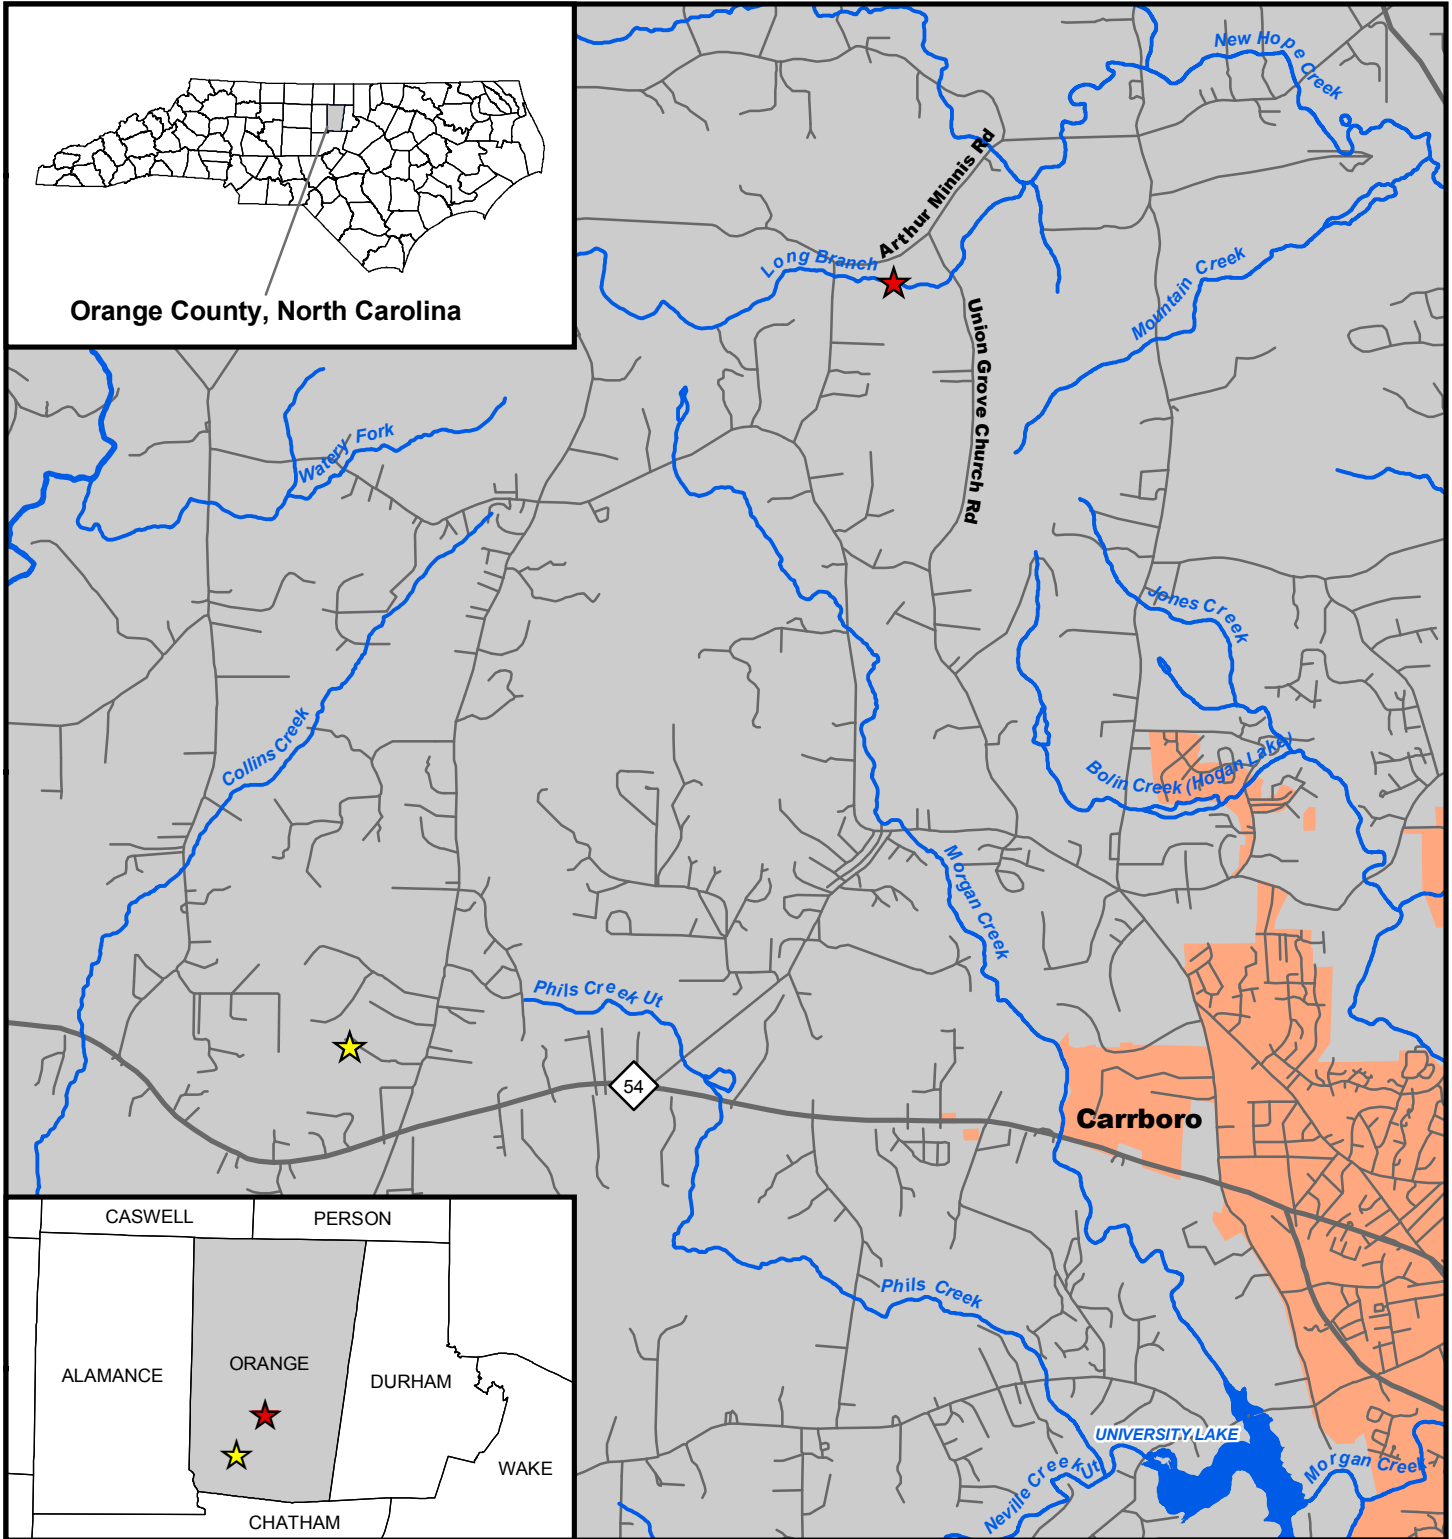 Orange County, North Carolina
New Hope Creek
Arthur Minnis Rd
Long Branch
Mountain Creek
Union Grove Church Rd
Watery Fork
Jones Creek
Collins Creek
Bolin Creek (Hogan Lake)
Morgan Creek
Phils Creek Ut
54
Carrboro
Phils Creek
UNIVERSITY LAKE
Neville Creek Ut
Morgan Creek
CASWELL
PERSON
ALAMANCE
ORANGE
DURHAM
WAKE
CHATHAM